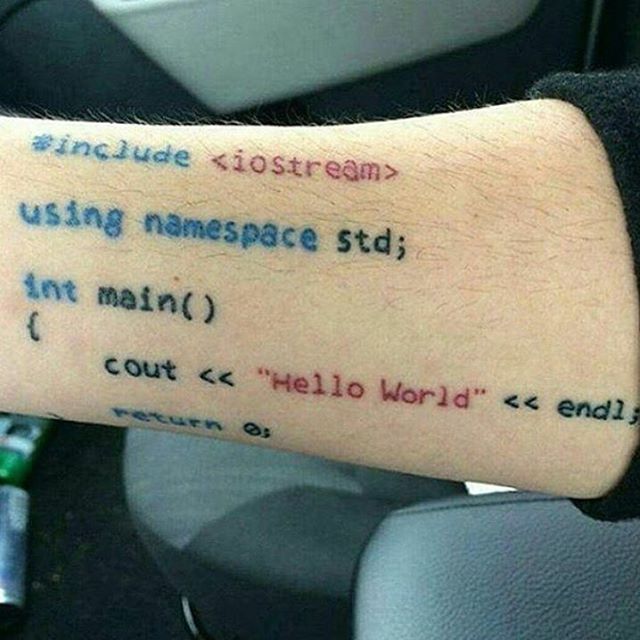 #include <iostream>
using namespace std;
int main()
{
cout << "Hello World" << endl;
return 0;